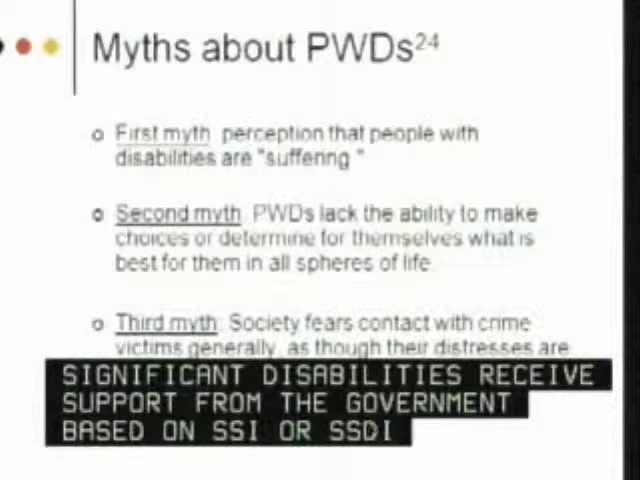 Myths about PWDs24
First myth perception that people with
disabilities are "suffering "
Second myth PWDs lack the ability to make
choices or determine for themselves what is
best for them in all spheres of life
Third myth Society fears contact with crime
victims generally, as though their distresses are
SIGNIFICANT DISABILITIES RECEIVE
SUPPORT FROM THE GOVERNMENT
BASED ON SSI OR SSDI